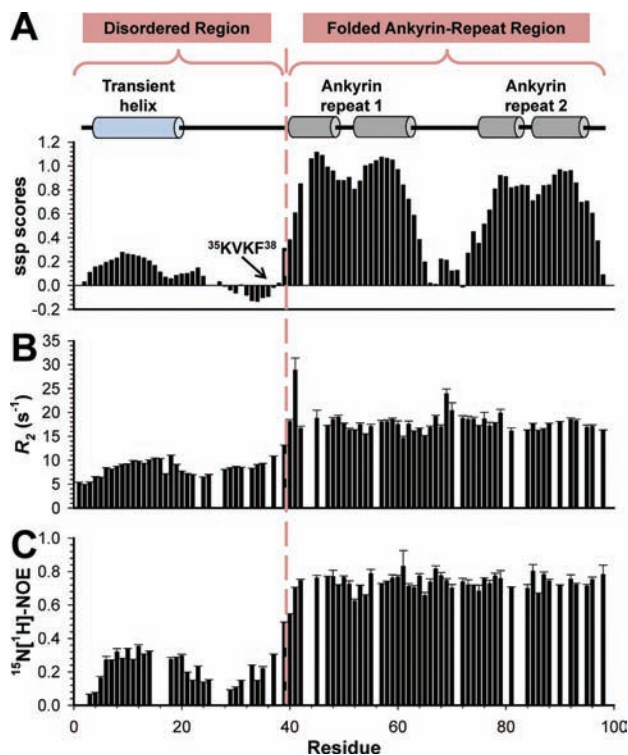 A
Disordered Region
Folded Ankyrin-Repeat Region
Transient helix
Ankyrin repeat 1
Ankyrin repeat 2
ssp scores
1.2
1.0
0.8
0.6
0.4
0.2
0.0
-0.2
³⁵KVKF³⁸
B
R₂ (s⁻¹)
35
30
25
20
15
10
5
0
C
¹⁵N[¹H]-NOE
1.0
0.8
0.6
0.4
0.2
0.0
0
20
40
60
80
100
Residue